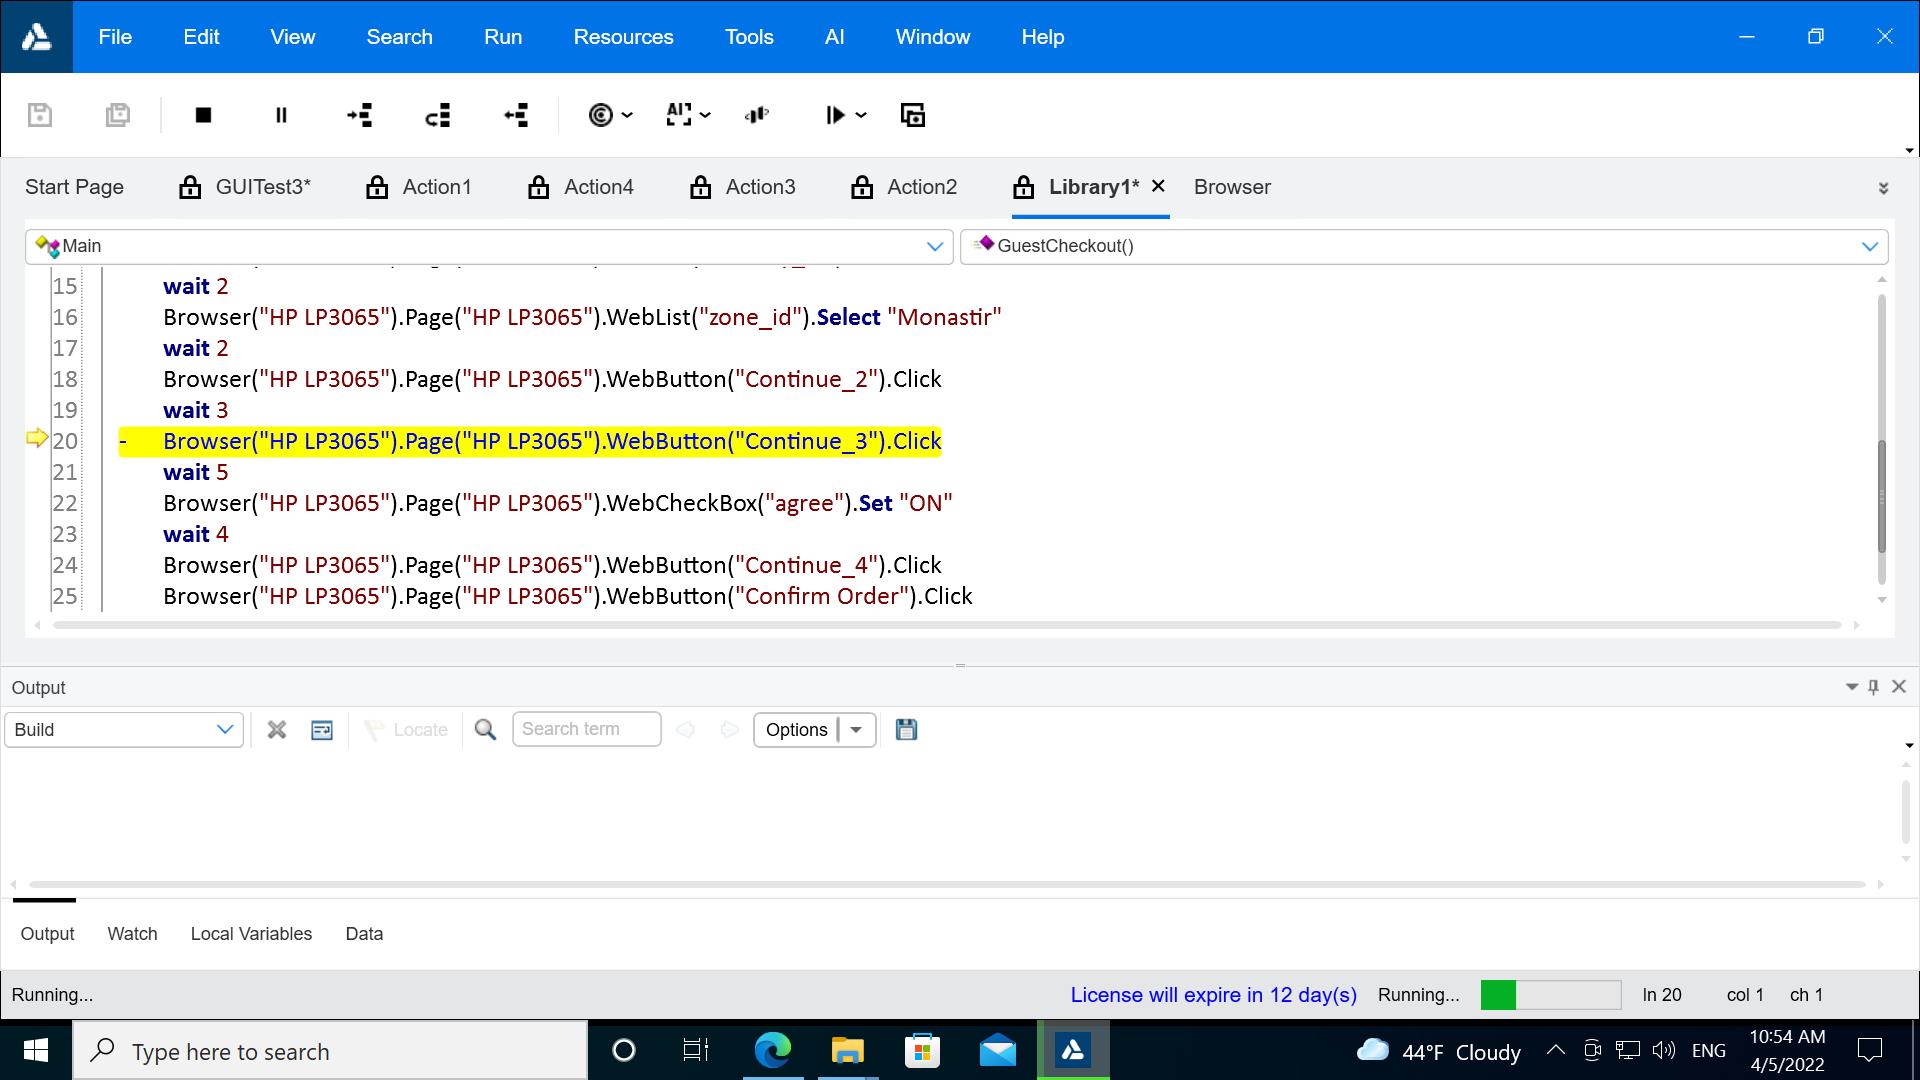 File Edit View Search Run Resources Tools AI Window Help
AI
Start Page GUITest3* Action1 Action4 Action3 Action2 Library1* Browser
Main GuestCheckout()
15 wait 2
16 Browser("HP LP3065").Page("HP LP3065").WebList("zone_id").Select "Monastir"
17 wait 2
18 Browser("HP LP3065").Page("HP LP3065").WebButton("Continue_2").Click
19 wait 3
20 - Browser("HP LP3065").Page("HP LP3065").WebButton("Continue_3").Click
21 wait 5
22 Browser("HP LP3065").Page("HP LP3065").WebCheckBox("agree").Set "ON"
23 wait 4
24 Browser("HP LP3065").Page("HP LP3065").WebButton("Continue_4").Click
25 Browser("HP LP3065").Page("HP LP3065").WebButton("Confirm Order").Click
Output
Build Locate Search term Options
Output Watch Local Variables Data
Running... License will expire in 12 day(s) Running... ln 20 col 1 ch 1
Type here to search 44°F Cloudy ENG 10:54 AM
4/5/2022